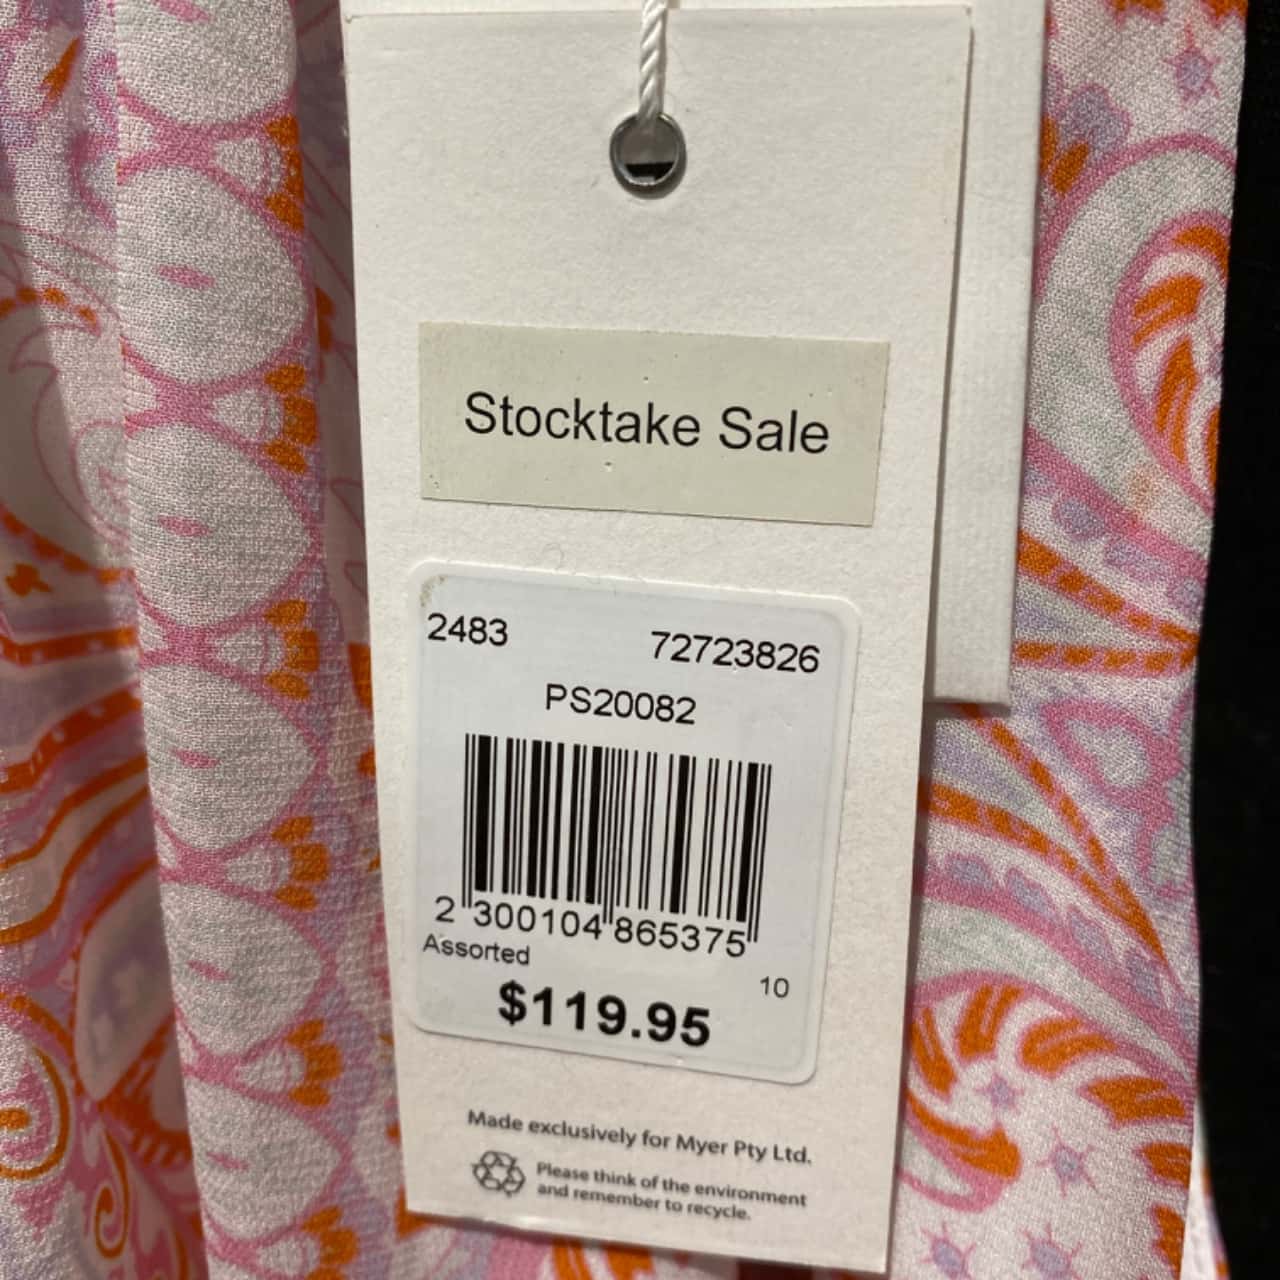 Stocktake Sale
2483 72723826
PS20082
2 300104 865375
Assorted
10
$119.95
Made exclusively for Myer Pty Ltd.
Please think of the environment
and remember to recycle.